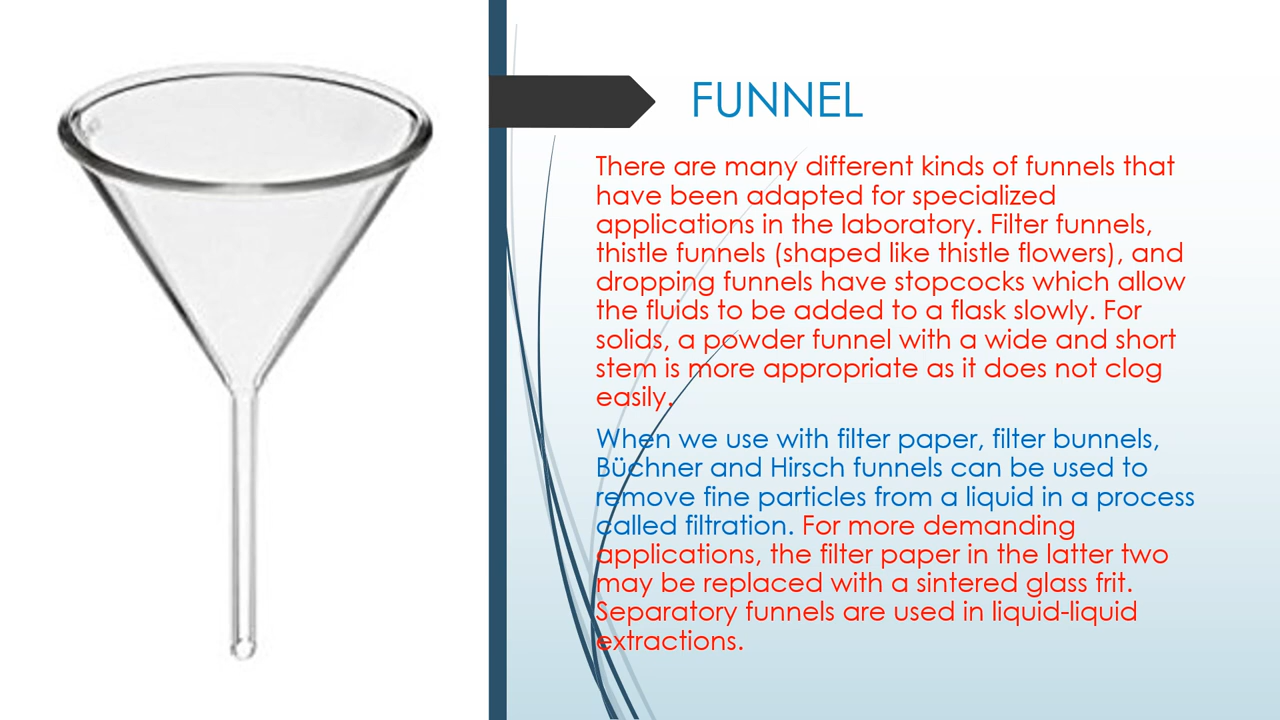 FUNNEL
There are many different kinds of funnels that
have been adapted for specialized
applications in the laboratory. Filter funnels,
thistle funnels (shaped like thistle flowers), and
dropping funnels have stopcocks which allow
the fluids to be added to a flask slowly. For
solids, a powder funnel with a wide and short
stem is more appropriate as it does not clog
easily.
When we use with filter paper, filter bunnels,
Büchner and Hirsch funnels can be used to
remove fine particles from a liquid in a process
called filtration. For more demanding
applications, the filter paper in the latter two
may be replaced with a sintered glass frit.
Separatory funnels are used in liquid-liquid
extractions.